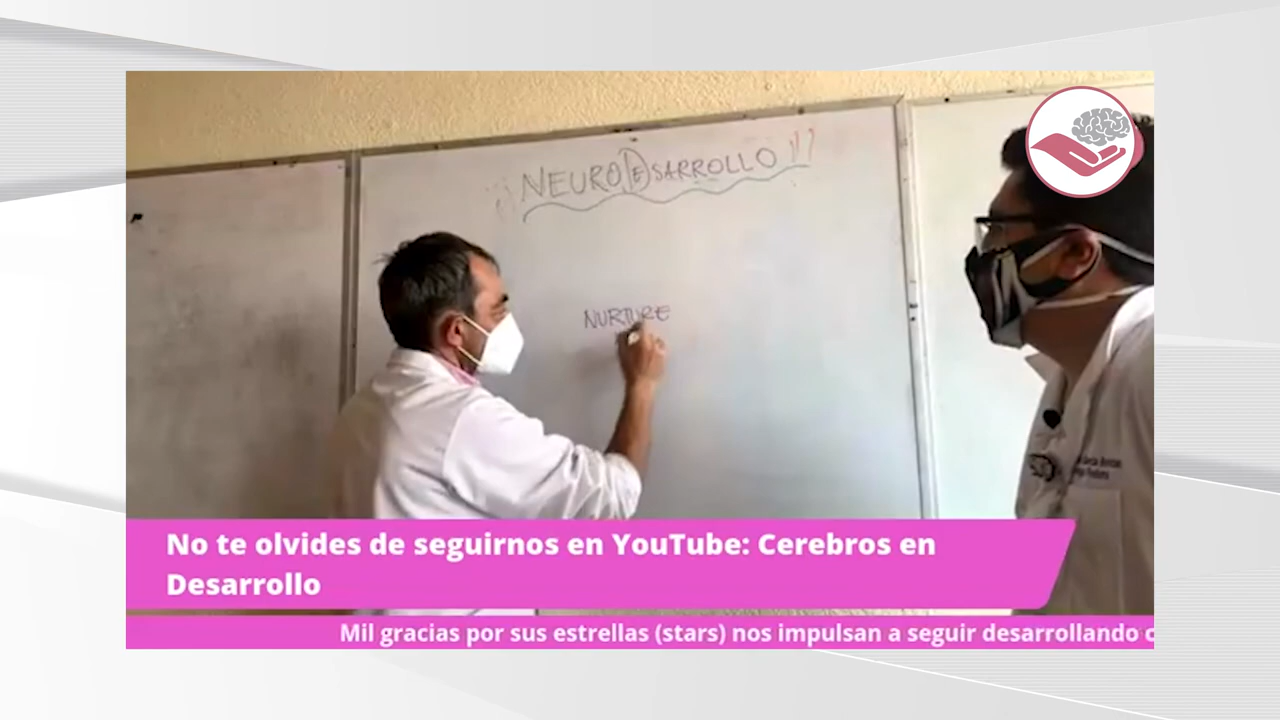 ¡¡NEURODESARROLLO!!
NURTURE
No te olvides de seguirnos en YouTube: Cerebros en
Desarrollo
Mil gracias por sus estrellas (stars) nos impulsan a seguir desarrollando c